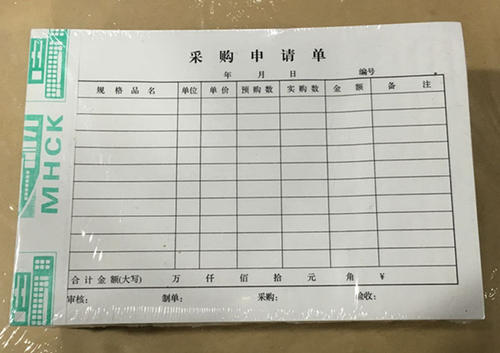 采购申请单
年 月 日 编号
规格品名 单位 单价 预购数 实购数 金额 备注
合计金额(大写) 万 仟 佰 拾 元 角 ¥
审核: 制单: 采购: 验收:
MHCK